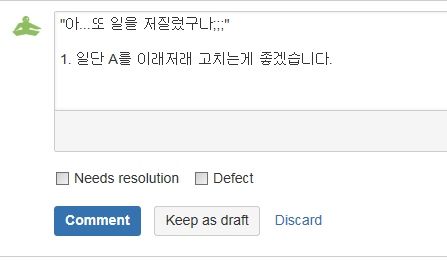 "아...또 일을 저질렀구나;;;"
1. 일단 A를 이래저래 고치는게 좋겠습니다.
Needs resolution Defect
Comment Keep as draft Discard